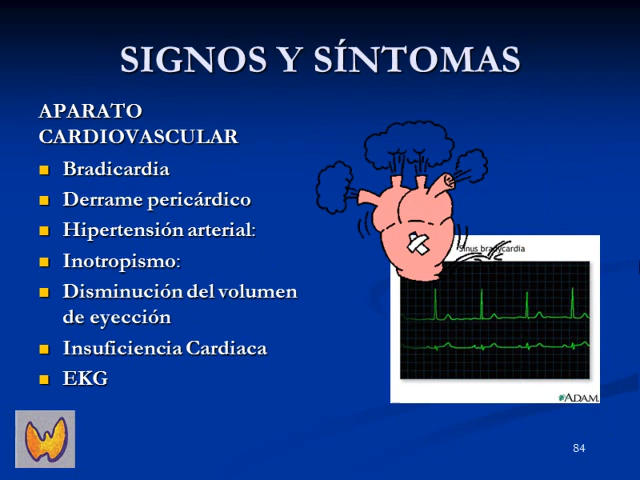 SIGNOS Y SÍNTOMAS
APARATO
CARDIOVASCULAR
Bradicardia
Derrame pericárdico
Hipertensión arterial:
Inotropismo:
Disminución del volumen
de eyección
Insuficiencia Cardiaca
EKG
Sinus bradycardia
ADAM.
84